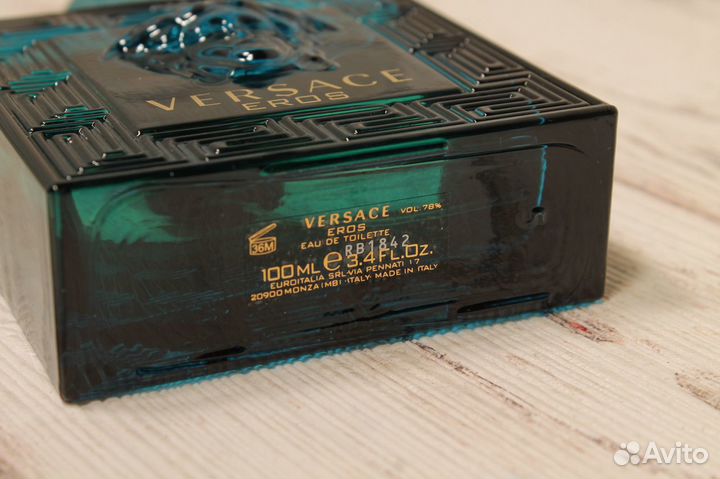 VERSACE
EROS
VERSACE VOL. 78%
EROS
EAU DE TOILETTE
36M
RB1842
100ML e 3.4FL.Oz.
EUROITALIA SRL·VIA PENNATI 17
20900 MONZA (MB) ·ITALY· MADE IN ITALY
Avito